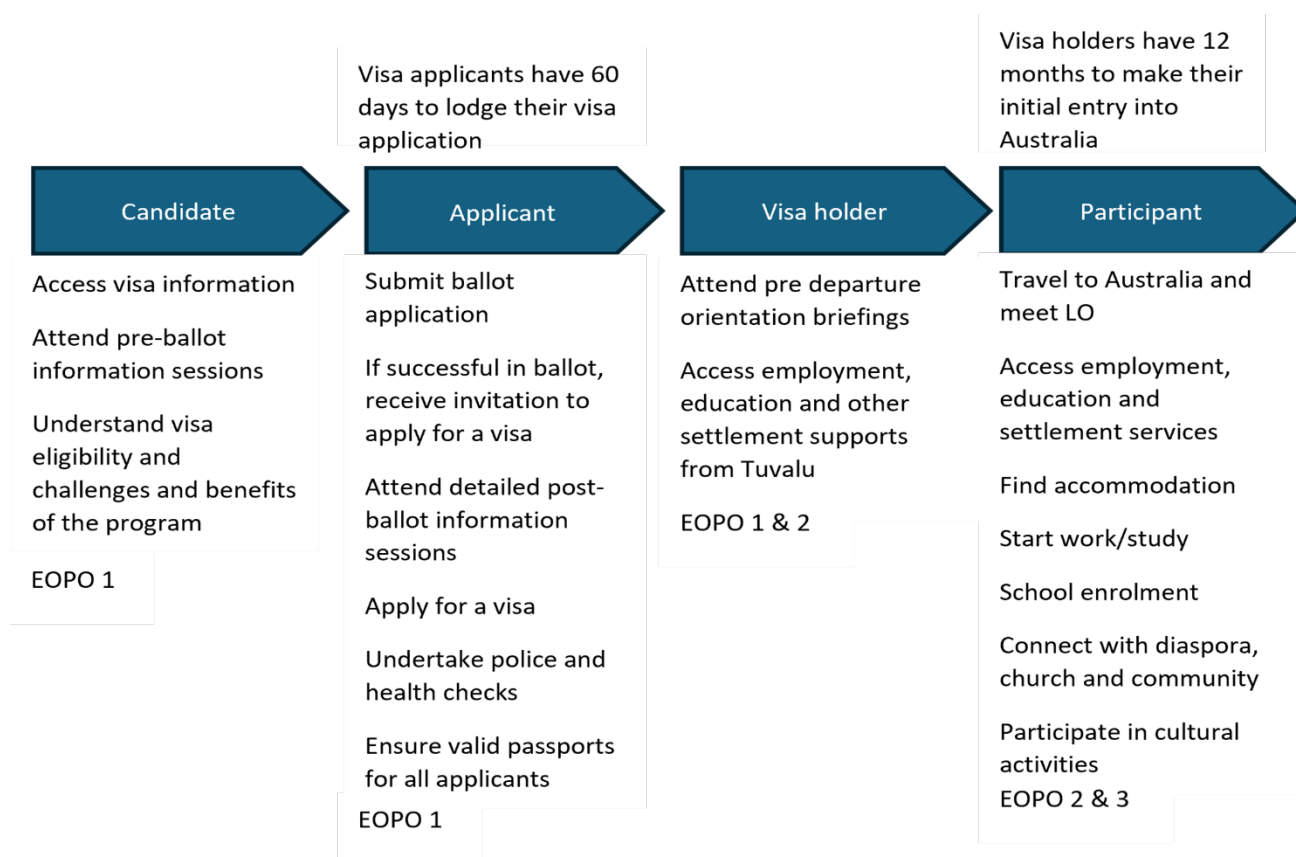 Visa applicants have 60
days to lodge their visa
application
Visa holders have 12
months to make their
initial entry into
Australia
Candidate
Applicant
Visa holder
Participant
Access visa information
Attend pre-ballot
information sessions
Understand visa
eligibility and
challenges and benefits
of the program
EOPO 1
Submit ballot
application
If successful in ballot,
receive invitation to
apply for a visa
Attend detailed post-
ballot information
sessions
Apply for a visa
Undertake police and
health checks
Ensure valid passports
for all applicants
EOPO 1
Attend pre departure
orientation briefings
Access employment,
education and other
settlement supports
from Tuvalu
EOPO 1 & 2
Travel to Australia and
meet LO
Access employment,
education and
settlement services
Find accommodation
Start work/study
School enrolment
Connect with diaspora,
church and community
Participate in cultural
activities
EOPO 2 & 3